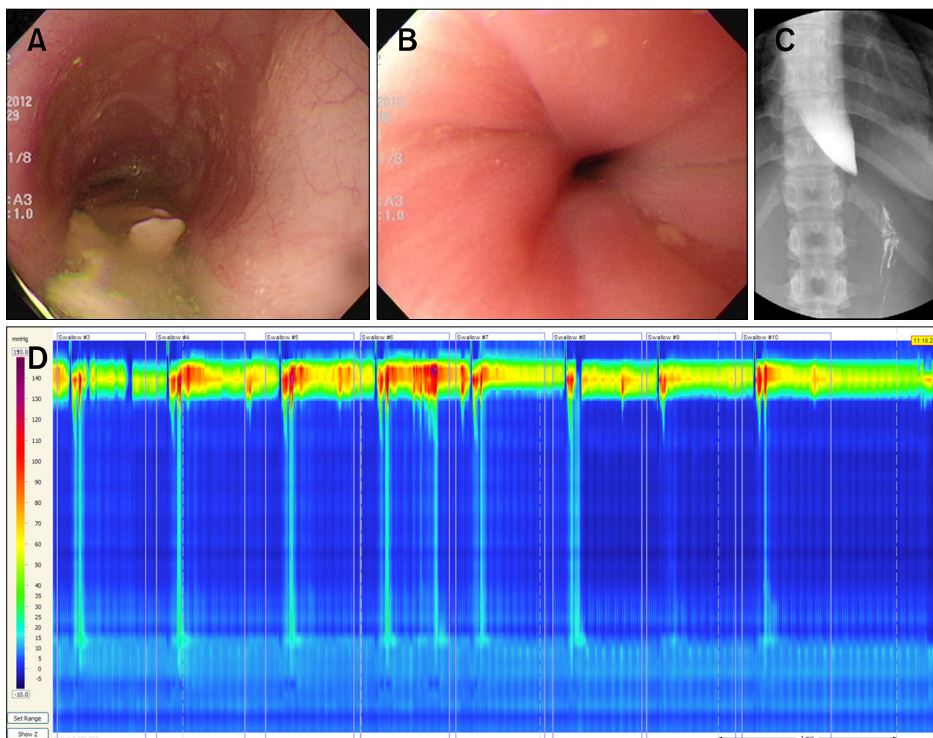 A
2012
29
1/8
:A3
:1.0
B
2012
1/8
:A3
:1.0
C
D
mmHg
150.0
140
130
120
110
100
90
80
70
60
50
40
35
30
25
20
15
10
5
0
-5
-10.0
Set Range
Show Z
Swallow #3
Swallow #4
Swallow #5
Swallow #6
Swallow #7
Swallow #8
Swallow #9
Swallow #10
11:16.2